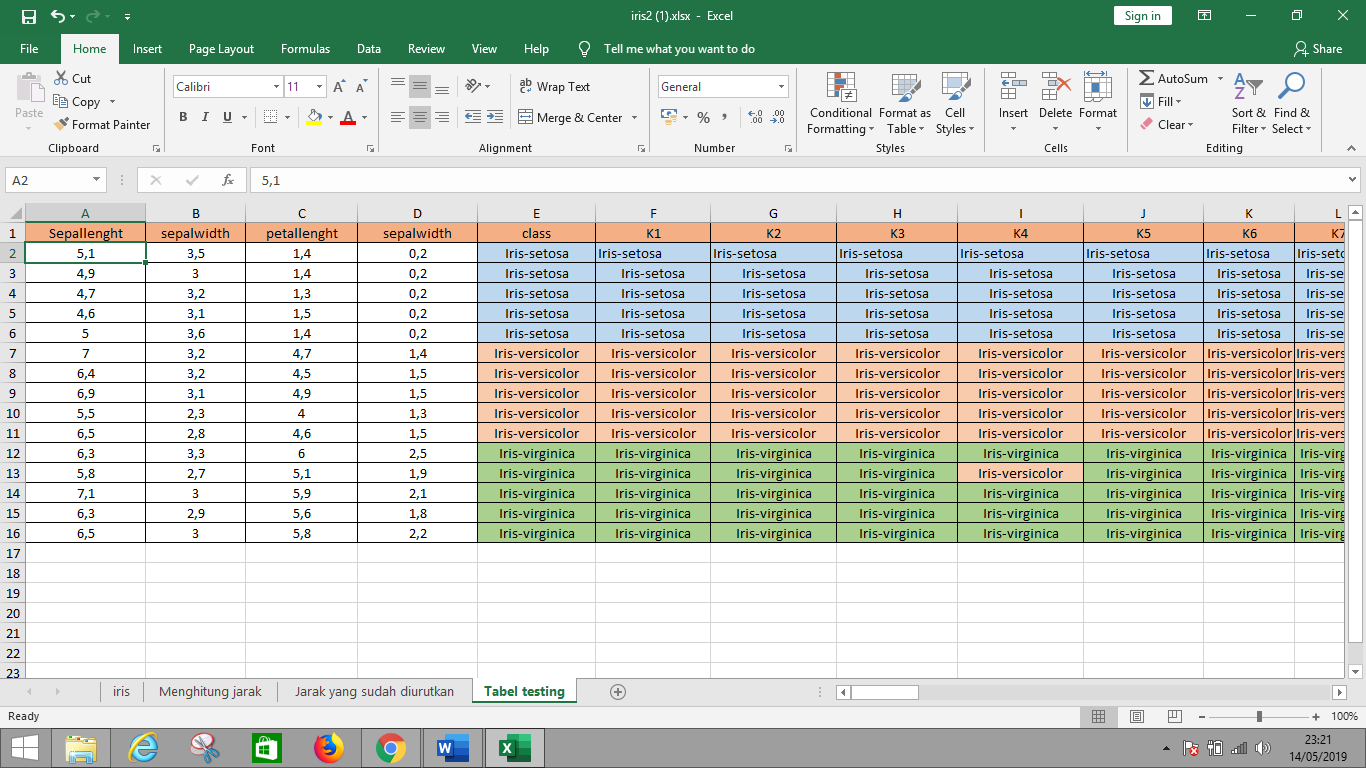 iris2 (1).xlsx - Excel
Sign in
File Home Insert Page Layout Formulas Data Review View Help Tell me what you want to do Share
Paste
Cut
Copy
Format Painter
Clipboard
Calibri 11
B I U A
Font
Wrap Text
Merge & Center
Alignment
General
%
Number
Conditional Formatting
Format as Table
Cell Styles
Styles
Insert Delete Format
Cells
AutoSum
Fill
Clear
Sort & Filter
Find & Select
Editing
A2 fx 5,1
A B C D E F G H I J K L
1 Sepallenght sepalwidth petallenght sepalwidth class K1 K2 K3 K4 K5 K6 K7
2 5,1 3,5 1,4 0,2 Iris-setosa Iris-setosa Iris-setosa Iris-setosa Iris-setosa Iris-setosa Iris-setosa Iris-seto
3 4,9 3 1,4 0,2 Iris-setosa Iris-setosa Iris-setosa Iris-setosa Iris-setosa Iris-setosa Iris-setosa Iris-se
4 4,7 3,2 1,3 0,2 Iris-setosa Iris-setosa Iris-setosa Iris-setosa Iris-setosa Iris-setosa Iris-setosa Iris-se
5 4,6 3,1 1,5 0,2 Iris-setosa Iris-setosa Iris-setosa Iris-setosa Iris-setosa Iris-setosa Iris-setosa Iris-se
6 5 3,6 1,4 0,2 Iris-setosa Iris-setosa Iris-setosa Iris-setosa Iris-setosa Iris-setosa Iris-setosa Iris-se
7 7 3,2 4,7 1,4 Iris-versicolor Iris-versicolor Iris-versicolor Iris-versicolor Iris-versicolor Iris-versicolor Iris-versicolor Iris-vers
8 6,4 3,2 4,5 1,5 Iris-versicolor Iris-versicolor Iris-versicolor Iris-versicolor Iris-versicolor Iris-versicolor Iris-versicolor Iris-vers
9 6,9 3,1 4,9 1,5 Iris-versicolor Iris-versicolor Iris-versicolor Iris-versicolor Iris-versicolor Iris-versicolor Iris-versicolor Iris-vers
10 5,5 2,3 4 1,3 Iris-versicolor Iris-versicolor Iris-versicolor Iris-versicolor Iris-versicolor Iris-versicolor Iris-versicolor Iris-vers
11 6,5 2,8 4,6 1,5 Iris-versicolor Iris-versicolor Iris-versicolor Iris-versicolor Iris-versicolor Iris-versicolor Iris-versicolor Iris-vers
12 6,3 3,3 6 2,5 Iris-virginica Iris-virginica Iris-virginica Iris-virginica Iris-virginica Iris-virginica Iris-virginica Iris-virg
13 5,8 2,7 5,1 1,9 Iris-virginica Iris-virginica Iris-virginica Iris-virginica Iris-versicolor Iris-virginica Iris-virginica Iris-virg
14 7,1 3 5,9 2,1 Iris-virginica Iris-virginica Iris-virginica Iris-virginica Iris-virginica Iris-virginica Iris-virginica Iris-virg
15 6,3 2,9 5,6 1,8 Iris-virginica Iris-virginica Iris-virginica Iris-virginica Iris-virginica Iris-virginica Iris-virginica Iris-virg
16 6,5 3 5,8 2,2 Iris-virginica Iris-virginica Iris-virginica Iris-virginica Iris-virginica Iris-virginica Iris-virginica Iris-virg
17
18
19
20
21
22
23
iris Menghitung jarak Jarak yang sudah diurutkan Tabel testing
Ready 100%
23:21
14/05/2019